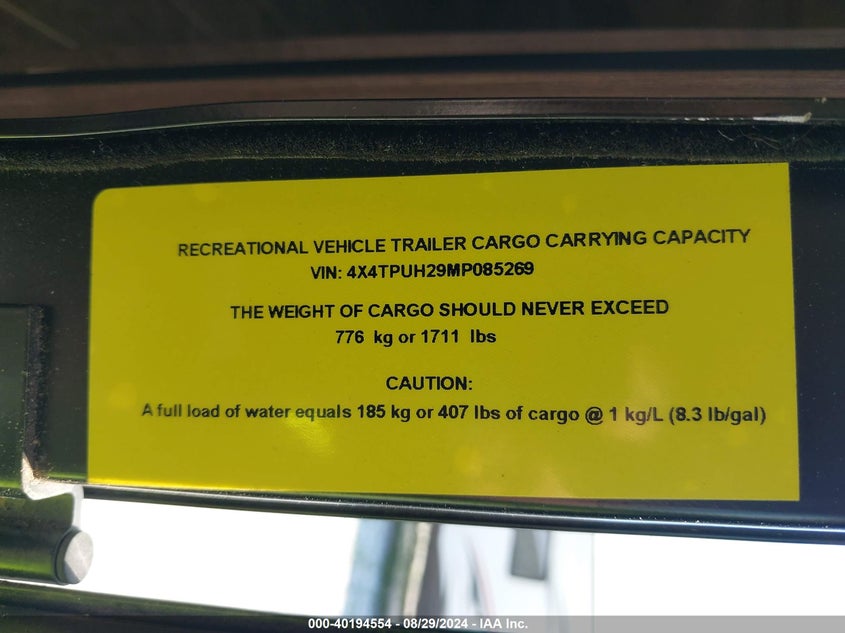 RECREATIONAL VEHICLE TRAILER CARGO CARRYING CAPACITY
VIN: 4X4TPUH29MP085269
THE WEIGHT OF CARGO SHOULD NEVER EXCEED
776 kg or 1711 lbs
CAUTION:
A full load of water equals 185 kg or 407 lbs of cargo @ 1 kg/L (8.3 lb/gal)
000-40194554 - 08/29/2024 - IAA Inc.